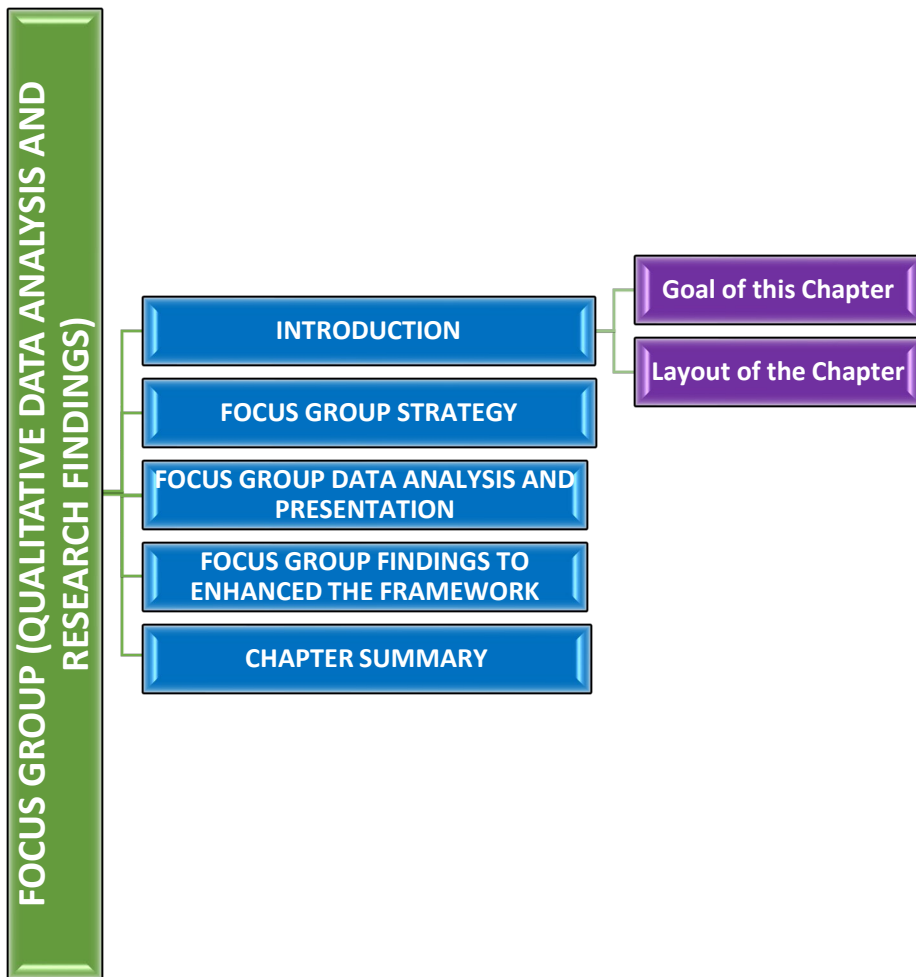 FOCUS GROUP (QUALITATIVE DATA ANALYSIS AND
RESEARCH FINDINGS)
INTRODUCTION
Goal of this Chapter
Layout of the Chapter
FOCUS GROUP STRATEGY
FOCUS GROUP DATA ANALYSIS AND
PRESENTATION
FOCUS GROUP FINDINGS TO
ENHANCED THE FRAMEWORK
CHAPTER SUMMARY